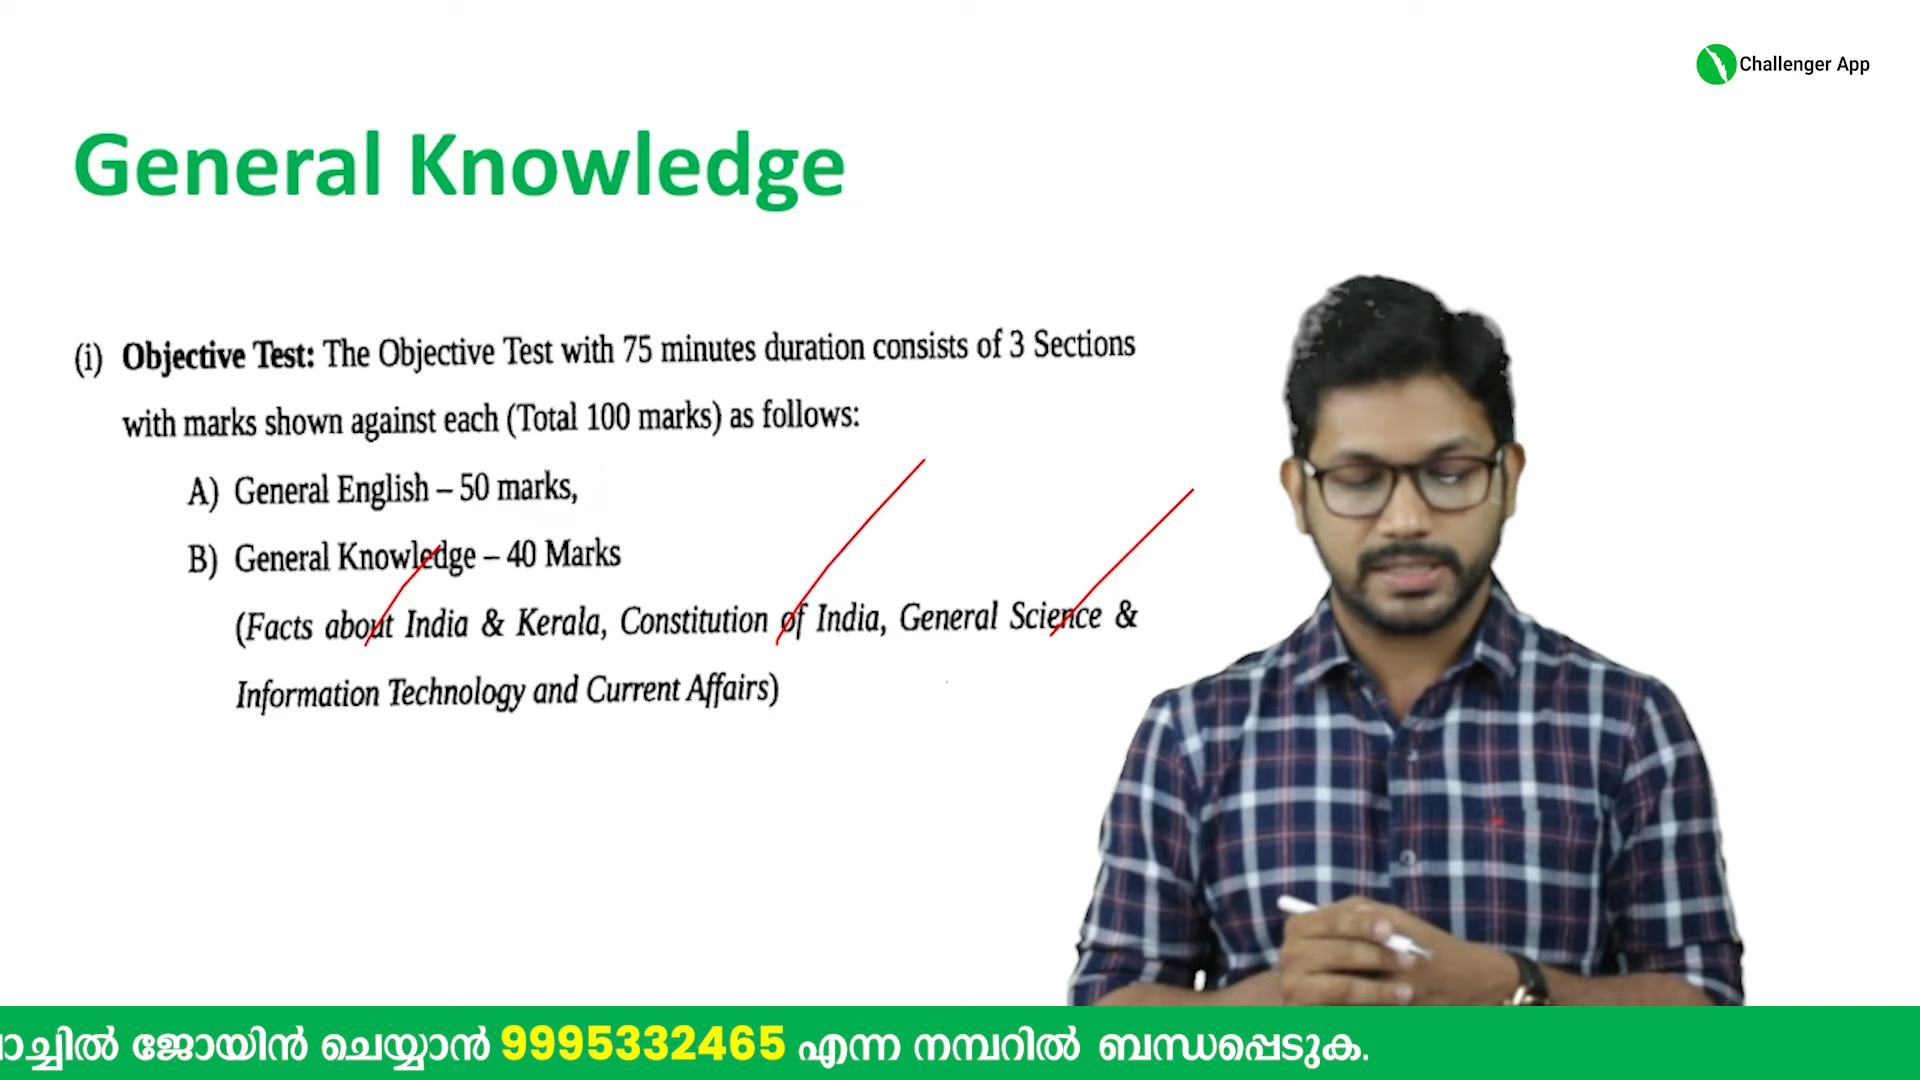 Challenger App
General Knowledge
(i) Objective Test: The Objective Test with 75 minutes duration consists of 3 Sections
with marks shown against each (Total 100 marks) as follows:
A) General English – 50 marks,
B) General Knowledge – 40 Marks
(Facts about India & Kerala, Constitution of India, General Science &
Information Technology and Current Affairs)
ജോയിൻ ചെയ്യാൻ 9995332465 എന്ന നമ്പറിൽ ബന്ധപ്പെടുക.